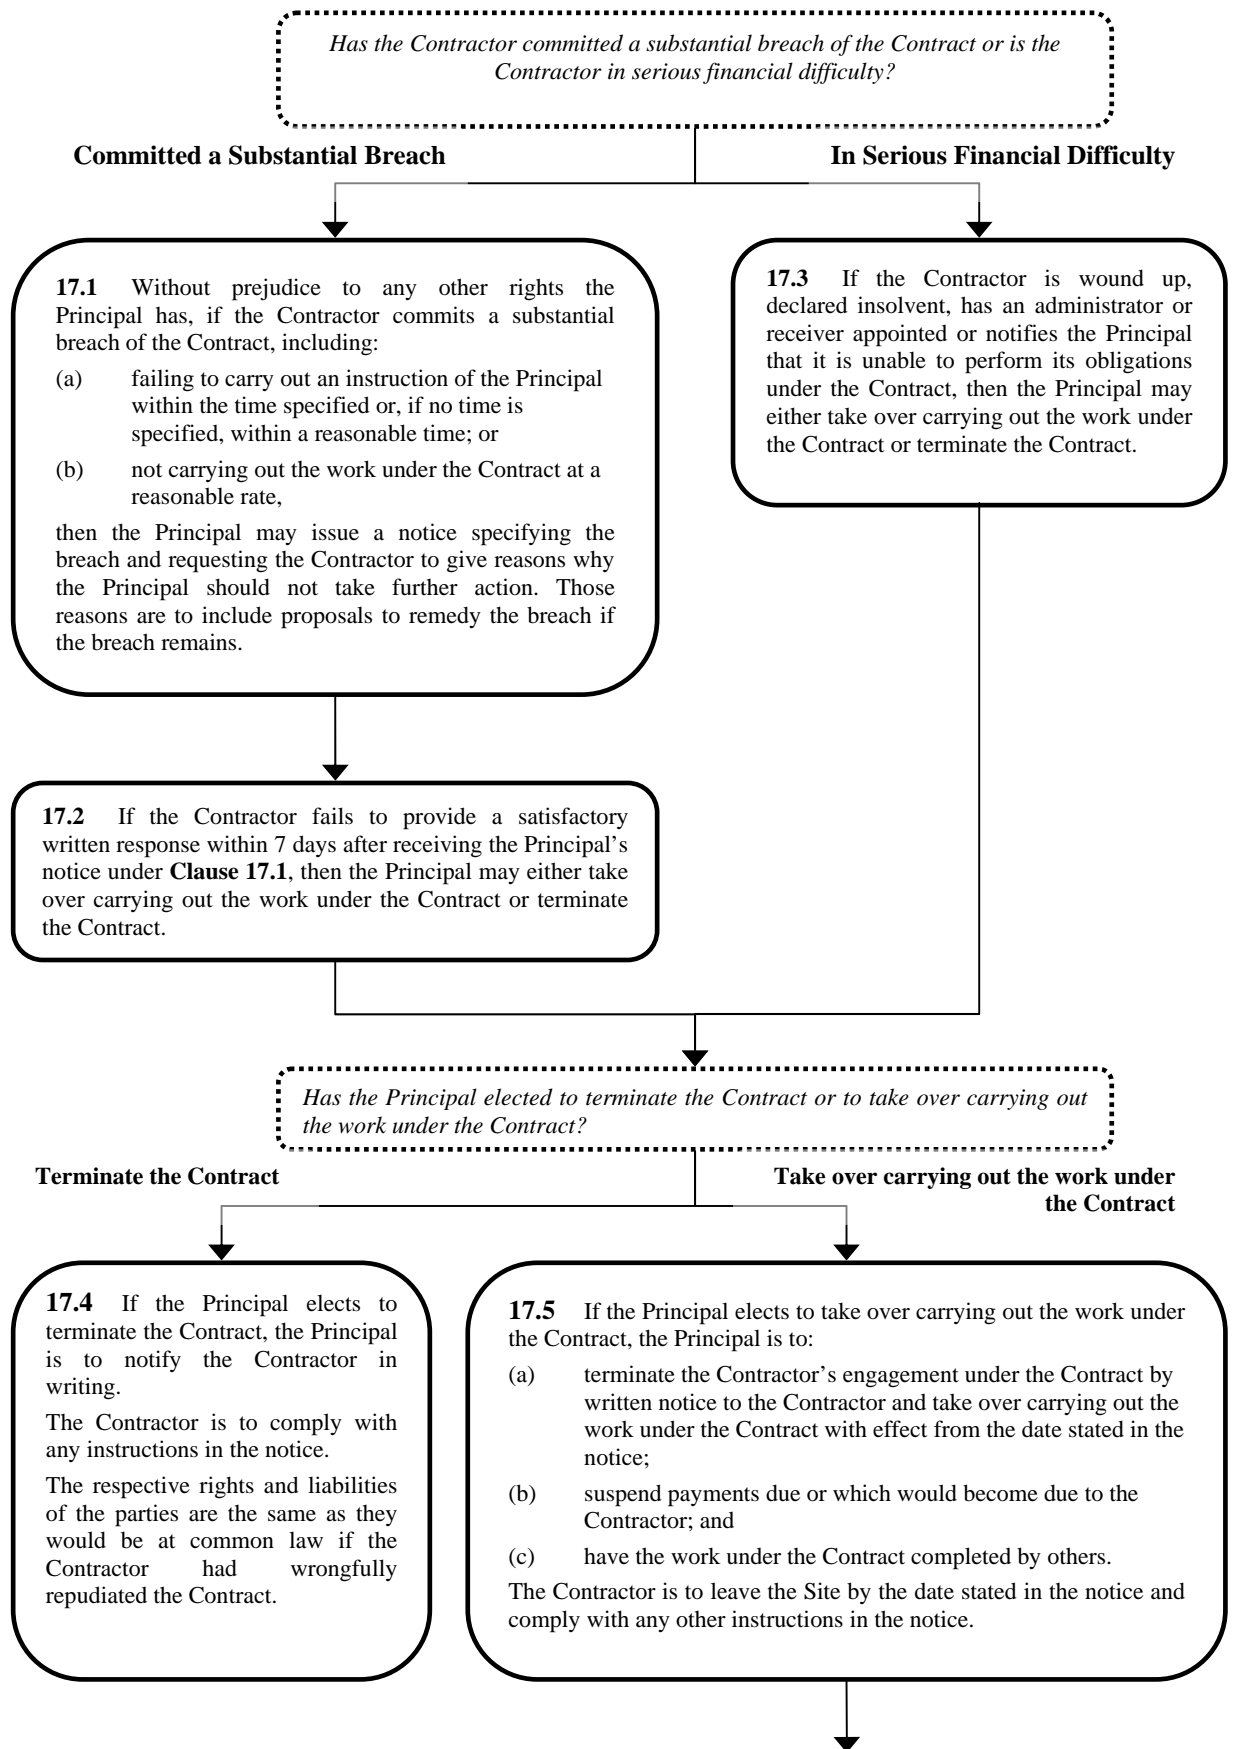 Has the Contractor committed a substantial breach of the Contract or is the
Contractor in serious financial difficulty?
Committed a Substantial Breach
In Serious Financial Difficulty
17.1 Without prejudice to any other rights the
Principal has, if the Contractor commits a substantial
breach of the Contract, including:
(a) failing to carry out an instruction of the Principal
within the time specified or, if no time is
specified, within a reasonable time; or
(b) not carrying out the work under the Contract at a
reasonable rate,
then the Principal may issue a notice specifying the
breach and requesting the Contractor to give reasons why
the Principal should not take further action. Those
reasons are to include proposals to remedy the breach if
the breach remains.
17.3 If the Contractor is wound up,
declared insolvent, has an administrator or
receiver appointed or notifies the Principal
that it is unable to perform its obligations
under the Contract, then the Principal may
either take over carrying out the work under
the Contract or terminate the Contract.
17.2 If the Contractor fails to provide a satisfactory
written response within 7 days after receiving the Principal's
notice under Clause 17.1, then the Principal may either take
over carrying out the work under the Contract or terminate
the Contract.
Has the Principal elected to terminate the Contract or to take over carrying out
the work under the Contract?
Terminate the Contract
Take over carrying out the work under
the Contract
17.4 If the Principal elects to
terminate the Contract, the Principal
is to notify the Contractor in
writing.
The Contractor is to comply with
any instructions in the notice.
The respective rights and liabilities
of the parties are the same as they
would be at common law if the
Contractor had wrongfully
repudiated the Contract.
17.5 If the Principal elects to take over carrying out the work under
the Contract, the Principal is to:
(a) terminate the Contractor's engagement under the Contract by
written notice to the Contractor and take over carrying out the
work under the Contract with effect from the date stated in the
notice;
(b) suspend payments due or which would become due to the
Contractor; and
(c) have the work under the Contract completed by others.
The Contractor is to leave the Site by the date stated in the notice and
comply with any other instructions in the notice.